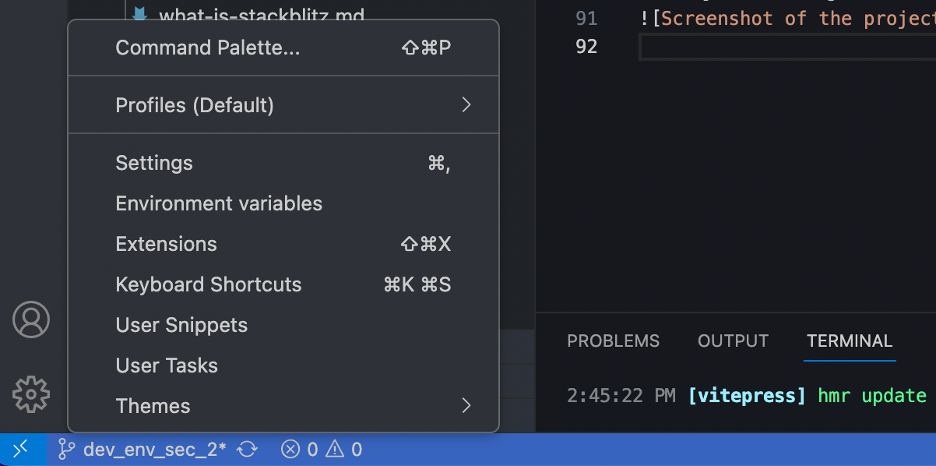 what-is-stackblitz.md
Command Palette... ⇧⌘P
Profiles (Default)
Settings ⌘,
Environment variables
Extensions ⇧⌘X
Keyboard Shortcuts ⌘K ⌘S
User Snippets
User Tasks
Themes
91 ![Screenshot of the project
92
PROBLEMS OUTPUT TERMINAL
2:45:22 PM [vitepress] hmr update
dev_env_sec_2* 0 0